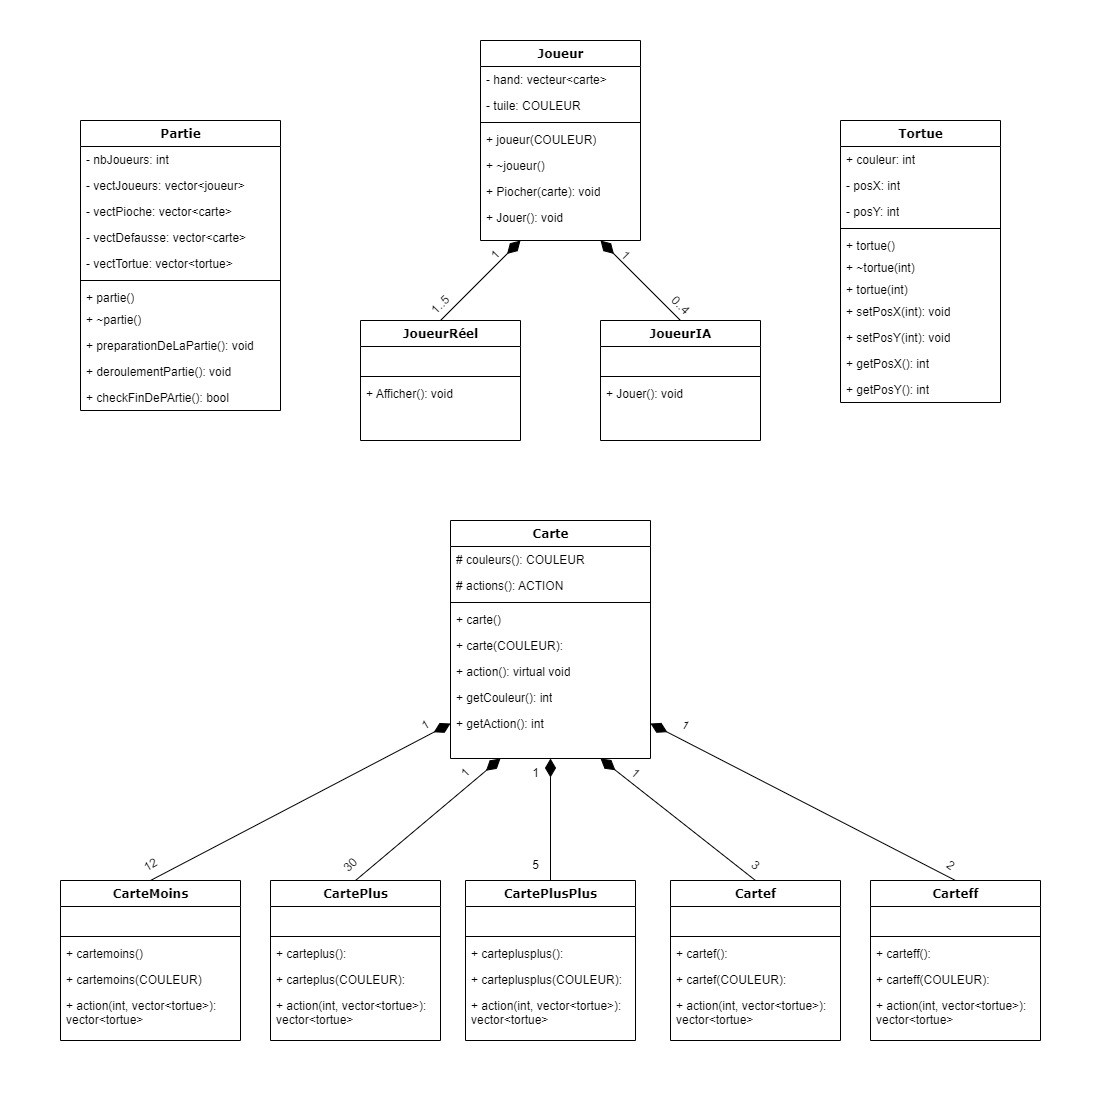 Joueur
- hand: vecteur<carte>
- tuile: COULEUR
+ joueur(COULEUR)
+ ~joueur()
+ Piocher(carte): void
+ Jouer(): void
Partie
- nbJoueurs: int
- vectJoueurs: vector<joueur>
- vectPioche: vector<carte>
- vectDefausse: vector<carte>
- vectTortue: vector<tortue>
+ partie()
+ ~partie()
+ preparationDeLaPartie(): void
+ deroulementPartie(): void
+ checkFinDePArtie(): bool
Tortue
+ couleur: int
- posX: int
- posY: int
+ tortue()
+ ~tortue(int)
+ tortue(int)
+ setPosX(int): void
+ setPosY(int): void
+ getPosX(): int
+ getPosY(): int
1
1
1..5
0..4
JoueurRéel
+ Afficher(): void
JoueurIA
+ Jouer(): void
Carte
# couleurs(): COULEUR
# actions(): ACTION
+ carte()
+ carte(COULEUR):
+ action(): virtual void
+ getCouleur(): int
+ getAction(): int
1
1
1
1
1
12
30
5
3
2
CarteMoins
+ cartemoins()
+ cartemoins(COULEUR)
+ action(int, vector<tortue>):
vector<tortue>
CartePlus
+ carteplus():
+ carteplus(COULEUR):
+ action(int, vector<tortue>):
vector<tortue>
CartePlusPlus
+ carteplusplus():
+ carteplusplus(COULEUR):
+ action(int, vector<tortue>):
vector<tortue>
Cartef
+ cartef():
+ cartef(COULEUR):
+ action(int, vector<tortue>):
vector<tortue>
Carteff
+ carteff():
+ carteff(COULEUR):
+ action(int, vector<tortue>):
vector<tortue>